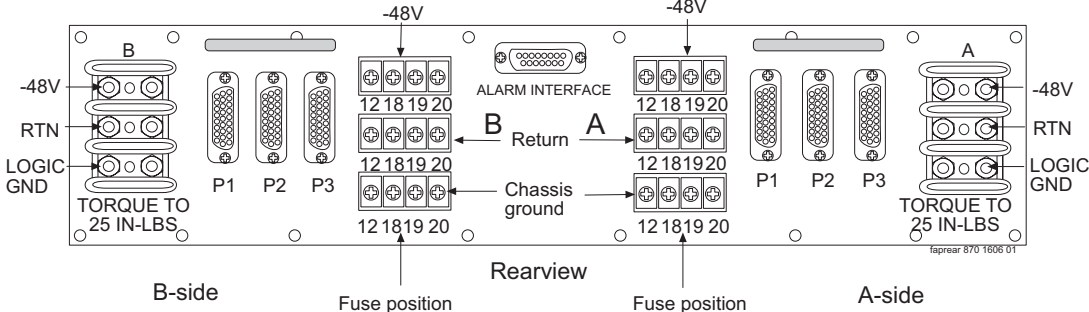 -48V
-48V
B
A
-48V
-48V
ALARM INTERFACE
12 18 19 20
12 18 19 20
RTN
B
Return
A
RTN
12 18 19 20
12 18 19 20
LOGIC
GND
P1
P2
P3
Chassis
ground
P1
P2
P3
LOGIC
GND
TORQUE TO
25 IN-LBS
12 18 19 20
12 18 19 20
TORQUE TO
25 IN-LBS
faprear 870 1606 01
Rearview
B-side
A-side
Fuse position
Fuse position